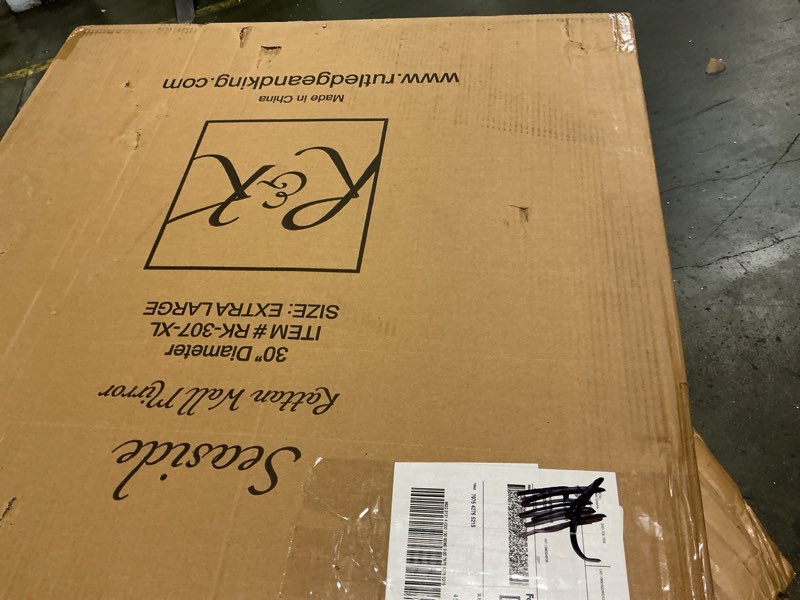 Seaside
Rattan Wall Mirror
30" Diameter
ITEM # RK-307-XL
SIZE: EXTRA LARGE
R&K
Made in China
www.rutledgeandking.com